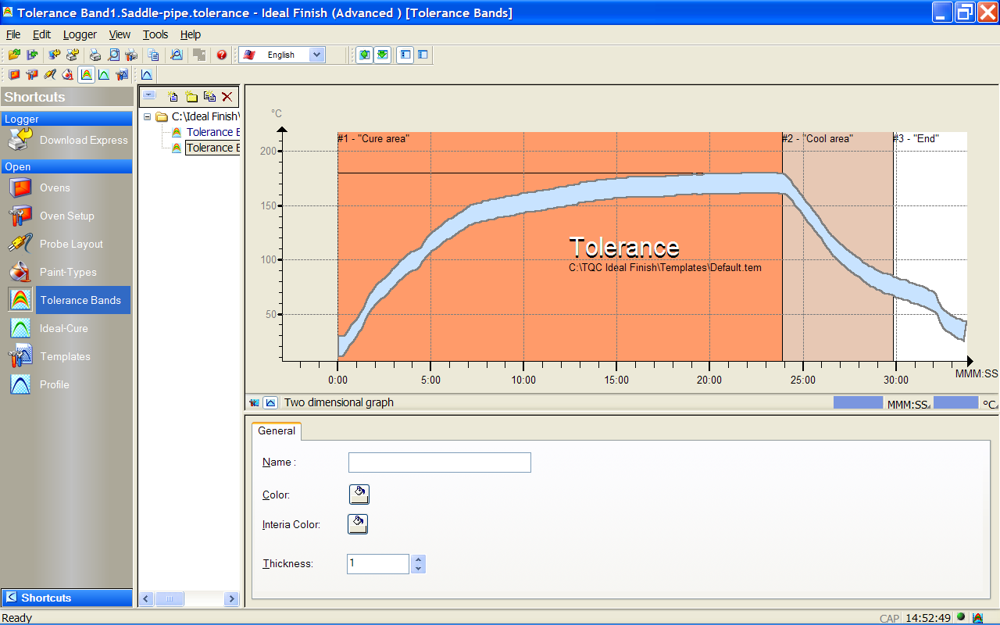 Tolerance Band1.Saddle-pipe.tolerance - Ideal Finish (Advanced ) [Tolerance Bands]
File Edit Logger View Tools Help
English
Shortcuts
Logger
Download Express
Open
Ovens
Oven Setup
Probe Layout
Paint-Types
Tolerance Bands
Ideal-Cure
Templates
Profile
Shortcuts
C:\Ideal Finish\
Tolerance B
Tolerance B
°C
#1 - "Cure area" #2 - "Cool area" #3 - "End"
200
150
100
50
Tolerance
C:\TQC Ideal Finish\Templates\Default.tem
0:00 5:00 10:00 15:00 20:00 25:00 30:00
MMM:SS
Two dimensional graph MMM:SS °C
General
Name :
Color:
Interia Color:
Thickness: 1
Ready CAP 14:52:49